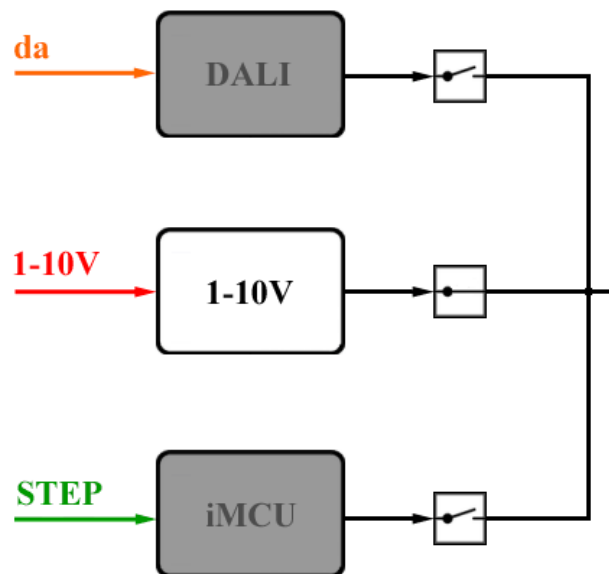 da
DALI
1-10V
1-10V
STEP
iMCU